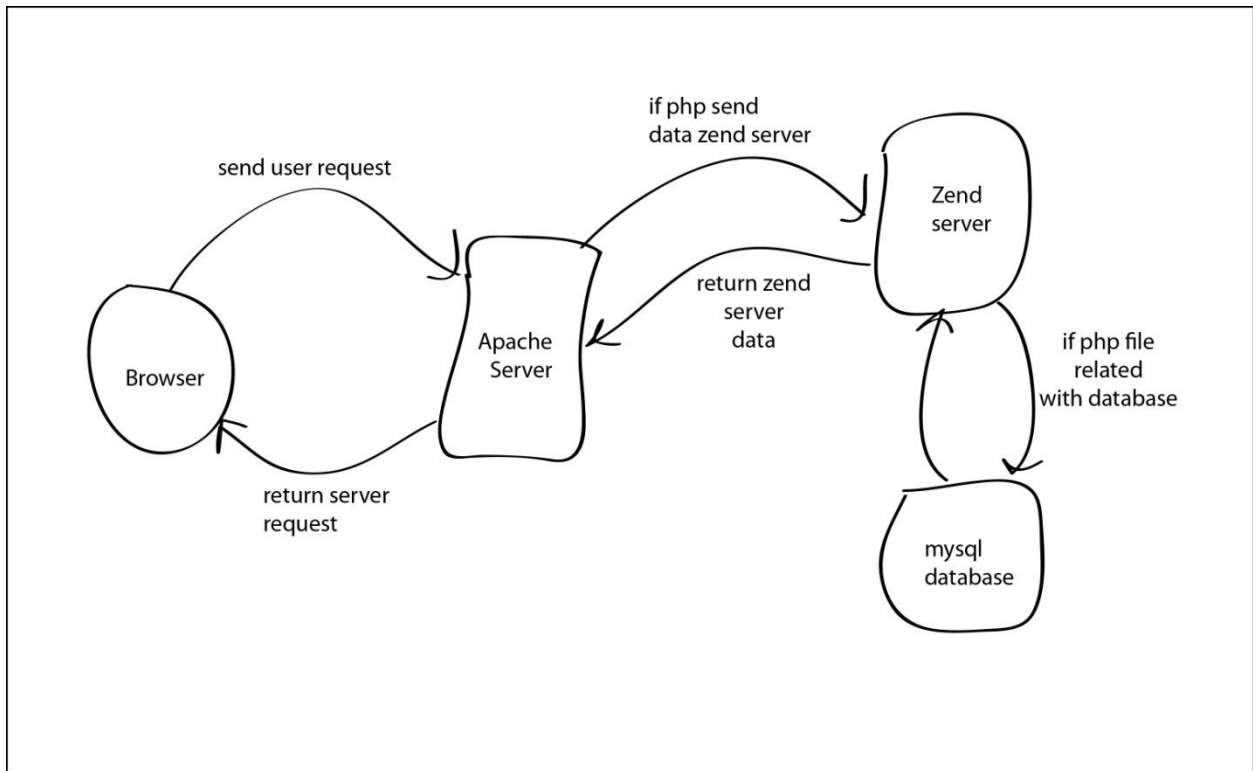 if php send
data zend server
send user request
Zend
server
return zend
server
data
Apache
Server
if php file
related
with database
Browser
return server
request
mysql
database